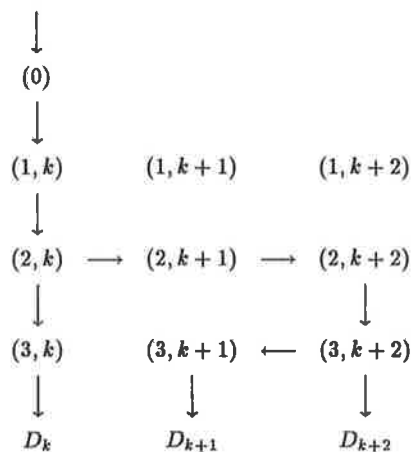 (0)
(1, k) (1, k + 1) (1, k + 2)
(2, k) ⟶ (2, k + 1) ⟶ (2, k + 2)
(3, k) (3, k + 1) ⟵ (3, k + 2)
D_k D_{k+1} D_{k+2}